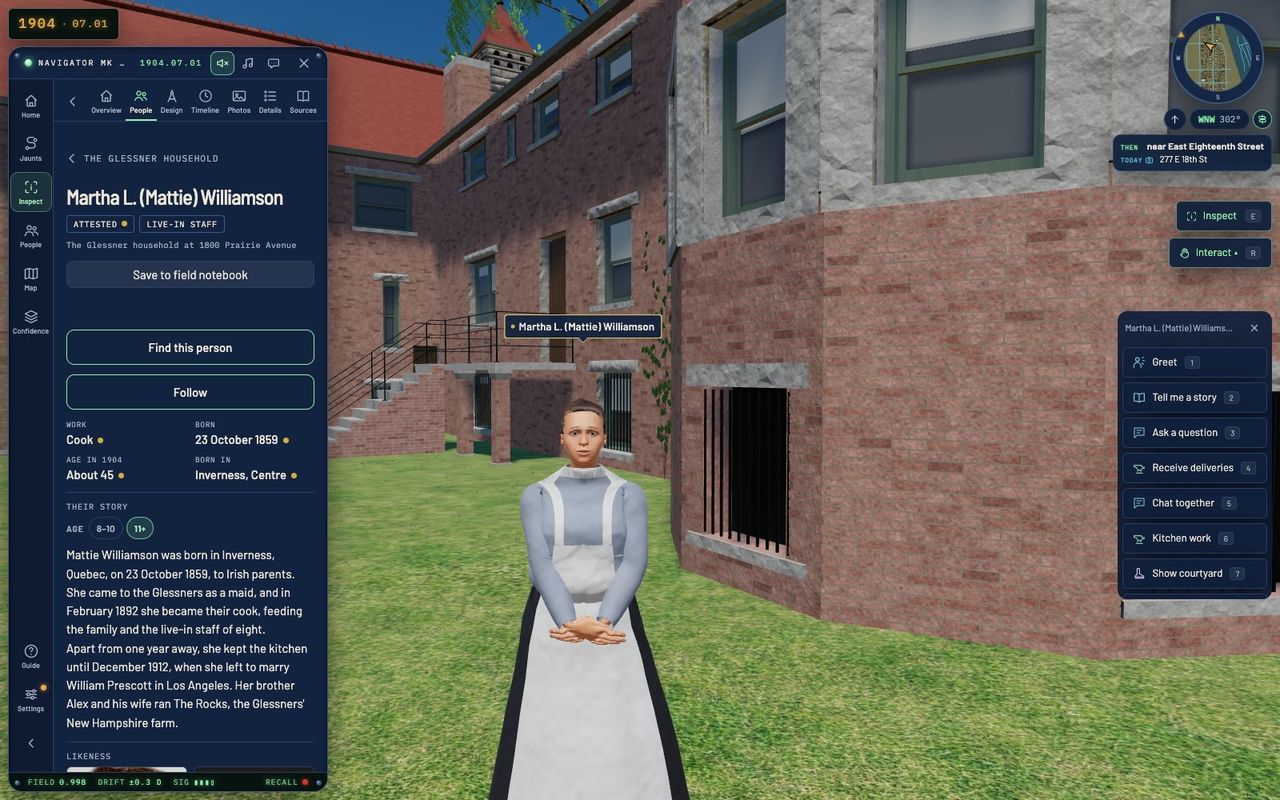 1904 · 07.01
NAVIGATOR MK …
1904.07.01
Home
Jaunts
Inspect
People
Map
Confidence
Guide
Settings
Overview
People
Design
Timeline
Photos
Details
Sources
THE GLESSNER HOUSEHOLD
Martha L. (Mattie) Williamson
ATTESTED
LIVE-IN STAFF
The Glessner household at 1800 Prairie Avenue
Save to field notebook
Find this person
Follow
WORK
Cook
BORN
23 October 1859
AGE IN 1904
About 45
BORN IN
Inverness, Centre
THEIR STORY
AGE 8–10 11+
Mattie Williamson was born in Inverness,
Quebec, on 23 October 1859, to Irish parents.
She came to the Glessners as a maid, and in
February 1892 she became their cook, feeding
the family and the live-in staff of eight.
Apart from one year away, she kept the kitchen
until December 1912, when she left to marry
William Prescott in Los Angeles. Her brother
Alex and his wife ran The Rocks, the Glessners'
New Hampshire farm.
LIKENESS
FIELD 0.998 DRIFT ±0.3 D SIG RECALL
Martha L. (Mattie) Williamson
N
E
S
W
WNW 302°
THEN near East Eighteenth Street
TODAY 277 E 18th St
Inspect E
Interact R
Martha L. (Mattie) Williams...
Greet 1
Tell me a story 2
Ask a question 3
Receive deliveries 4
Chat together 5
Kitchen work 6
Show courtyard 7